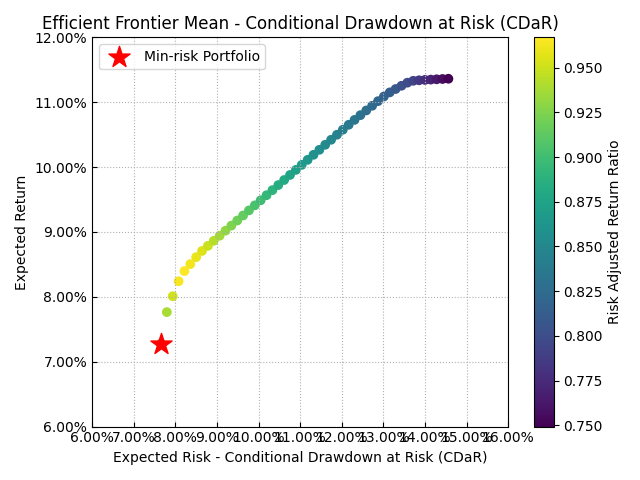 Efficient Frontier Mean - Conditional Drawdown at Risk (CDaR)
12.00%
11.00%
10.00%
9.00%
8.00%
7.00%
6.00%
Expected Return
Min-risk Portfolio
6.00% 7.00% 8.00% 9.00% 10.00% 11.00% 12.00% 13.00% 14.00% 15.00% 16.00%
Expected Risk - Conditional Drawdown at Risk (CDaR)
0.950
0.925
0.900
0.875
0.850
0.825
0.800
0.775
0.750
Risk Adjusted Return Ratio